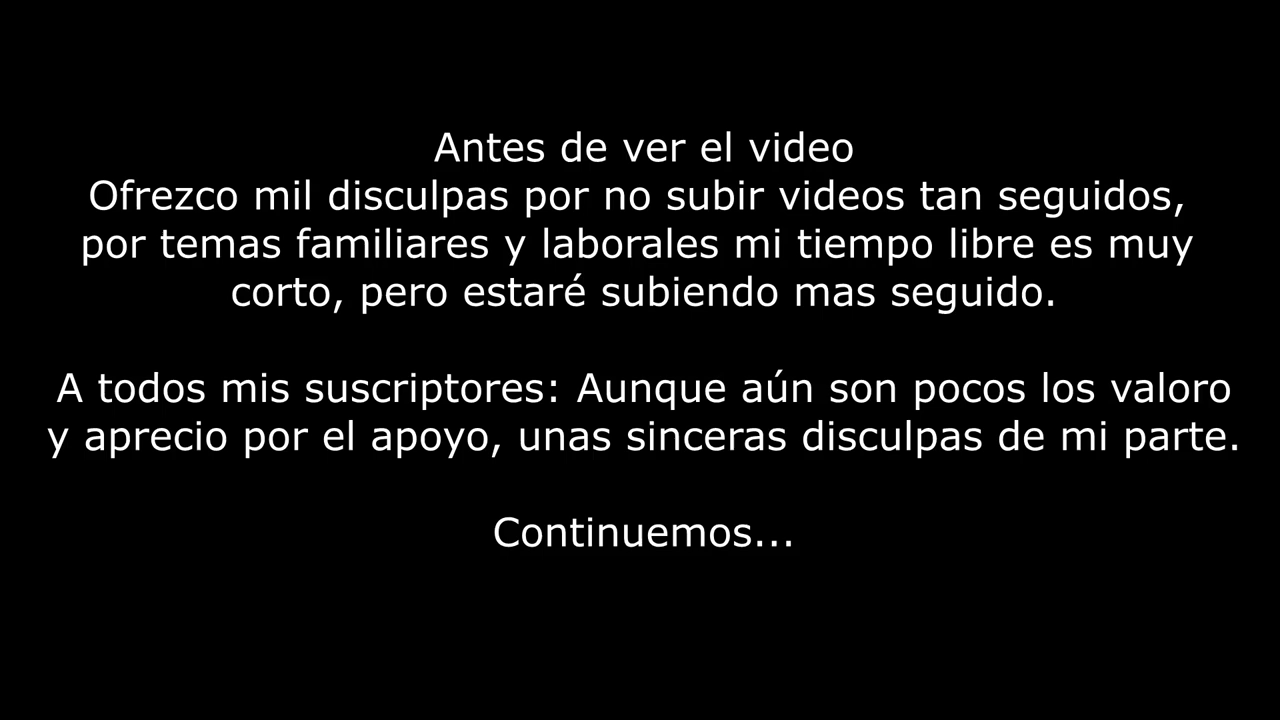 Antes de ver el video
Ofrezco mil disculpas por no subir videos tan seguidos,
por temas familiares y laborales mi tiempo libre es muy
corto, pero estaré subiendo mas seguido.
A todos mis suscriptores: Aunque aún son pocos los valoro
y aprecio por el apoyo, unas sinceras disculpas de mi parte.
Continuemos...